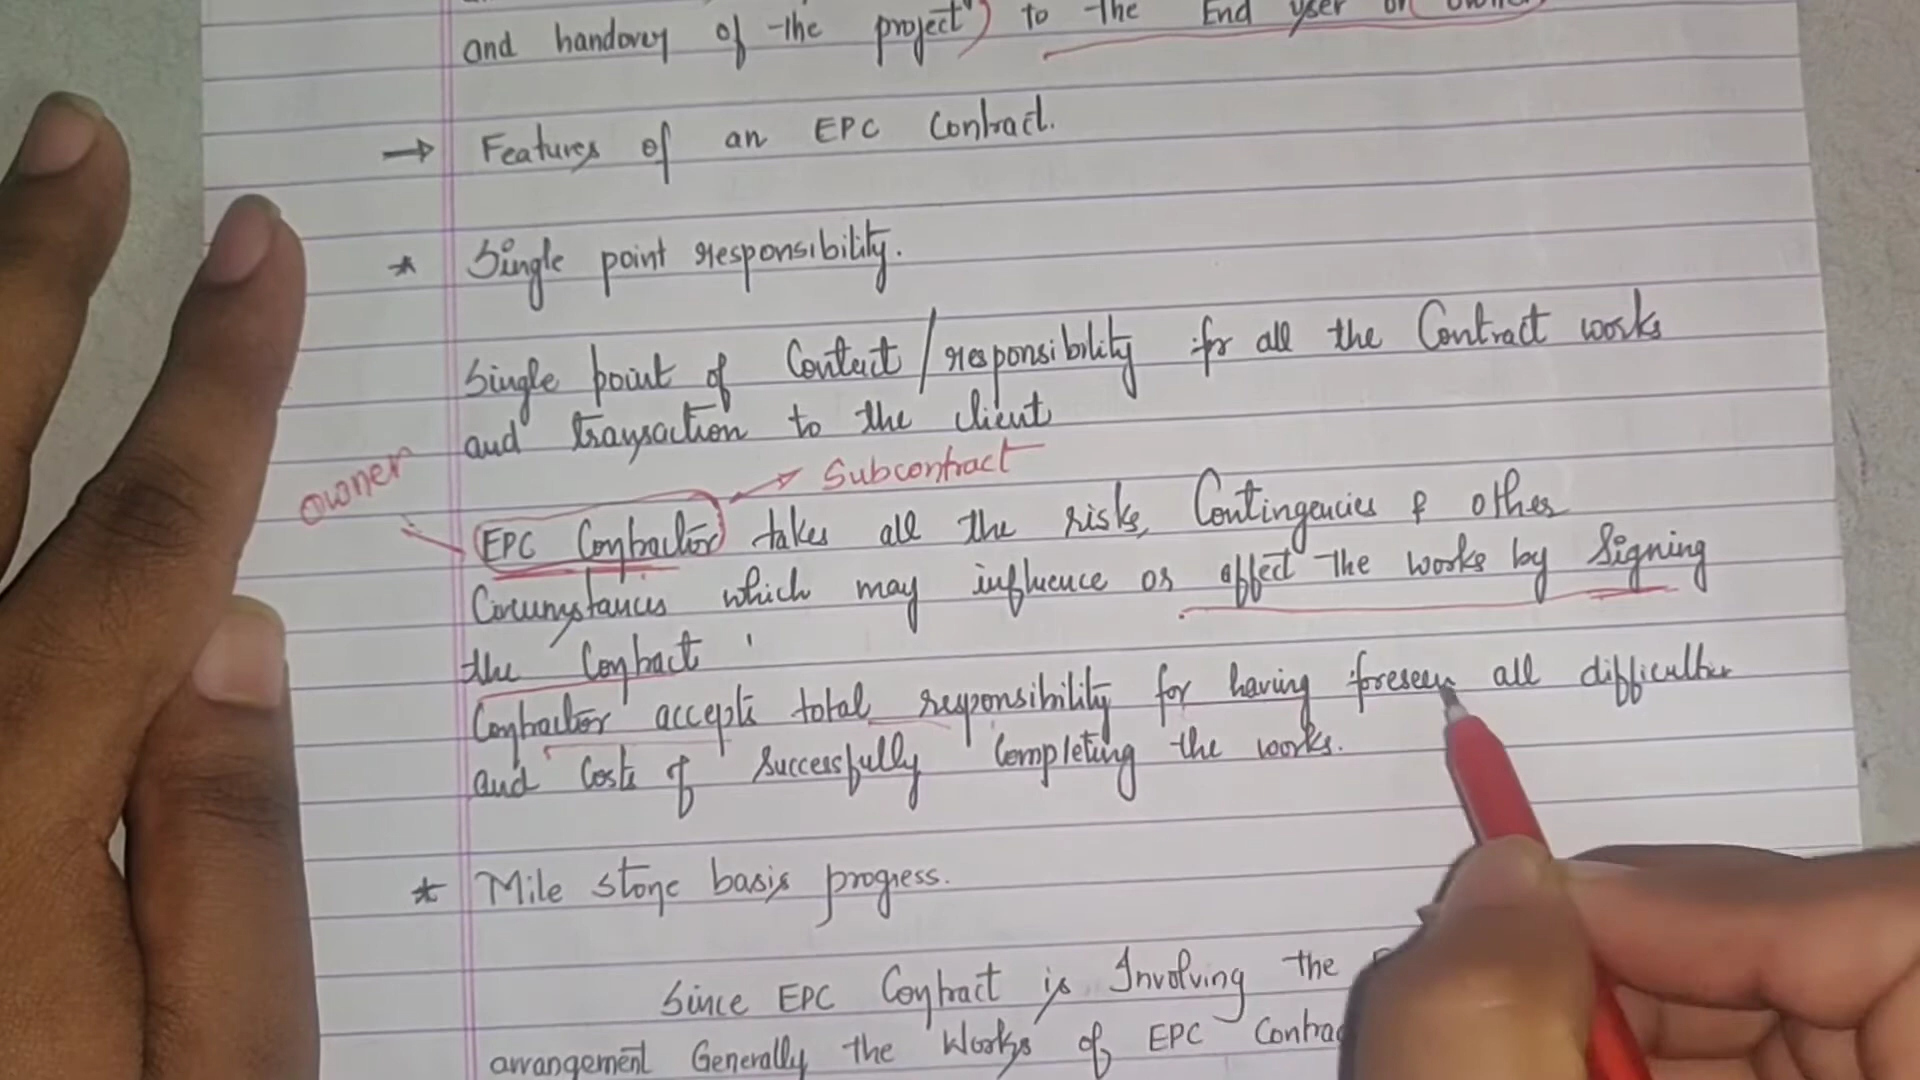 and handover of the project") to the End user or owner
→ Features of an EPC Contract.
* Single point responsibility.
Single point of Contact / responsibility for all the Contract works
and transaction to the client
owner
Subcontract
EPC Contractor takes all the risks, Contingencies & other
Circumstances which may influence or affect the works by Signing
the Contract
Contractor accepts total responsibility for having foreseen all difficulties
and Costs of Successfully Completing the works.
* Mile stone basis progress.
Since EPC Contract is Involving the
arrangement Generally the Works of EPC